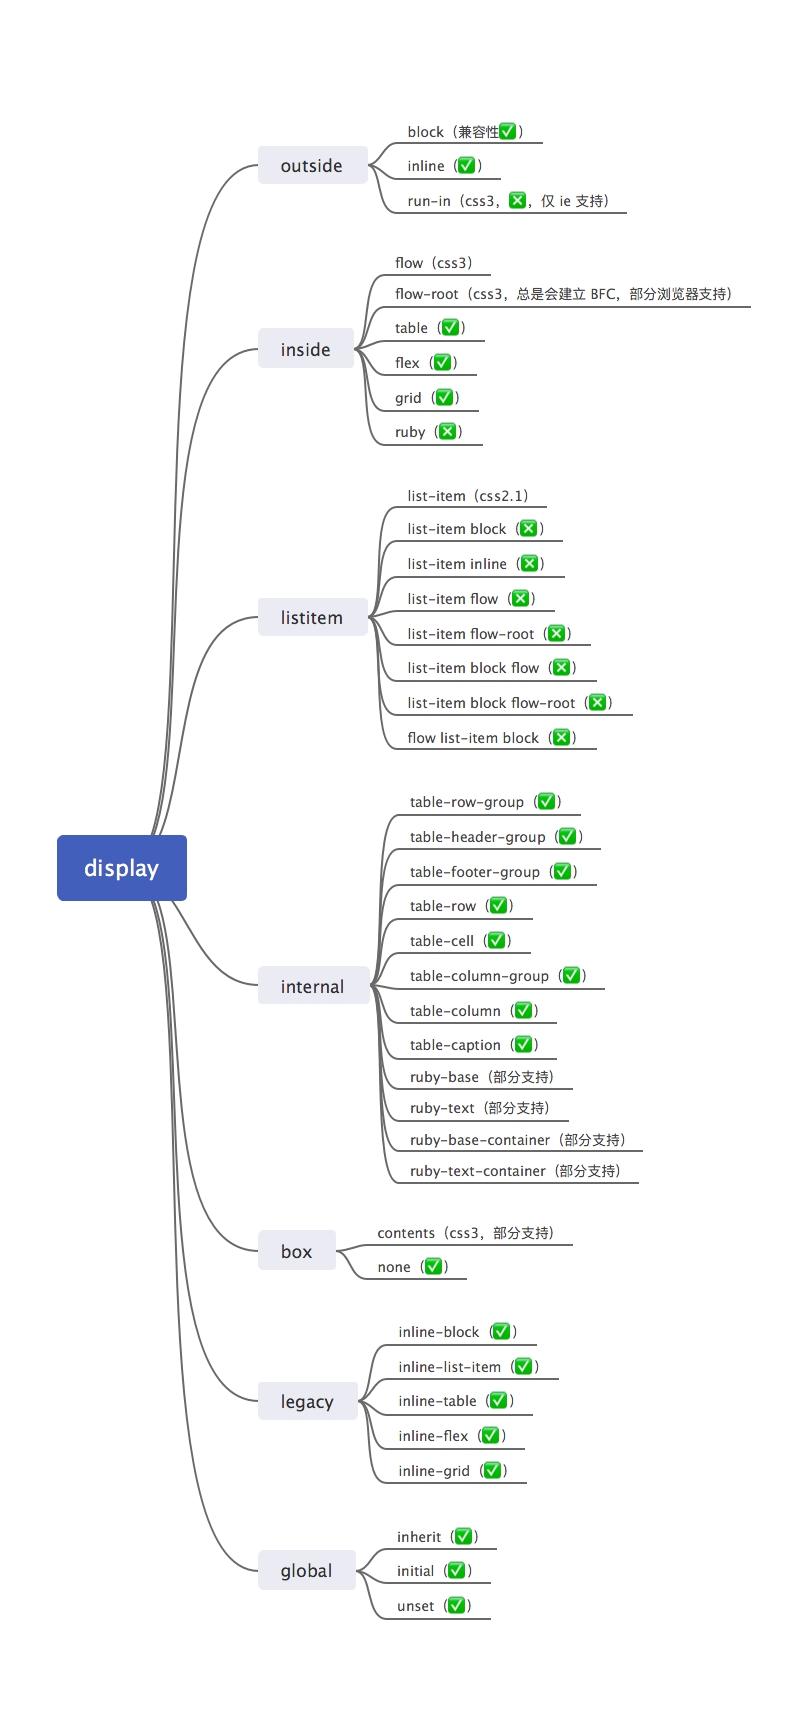 display
outside
block（兼容性✅）
inline（✅）
run-in（css3，❎，仅 ie 支持）
inside
flow（css3）
flow-root（css3，总是会建立 BFC，部分浏览器支持）
table（✅）
flex（✅）
grid（✅）
ruby（❎）
listitem
list-item（css2.1）
list-item block（❎）
list-item inline（❎）
list-item flow（❎）
list-item flow-root（❎）
list-item block flow（❎）
list-item block flow-root（❎）
flow list-item block（❎）
internal
table-row-group（✅）
table-header-group（✅）
table-footer-group（✅）
table-row（✅）
table-cell（✅）
table-column-group（✅）
table-column（✅）
table-caption（✅）
ruby-base（部分支持）
ruby-text（部分支持）
ruby-base-container（部分支持）
ruby-text-container（部分支持）
box
contents（css3，部分支持）
none（✅）
legacy
inline-block（✅）
inline-list-item（✅）
inline-table（✅）
inline-flex（✅）
inline-grid（✅）
global
inherit（✅）
initial（✅）
unset（✅）